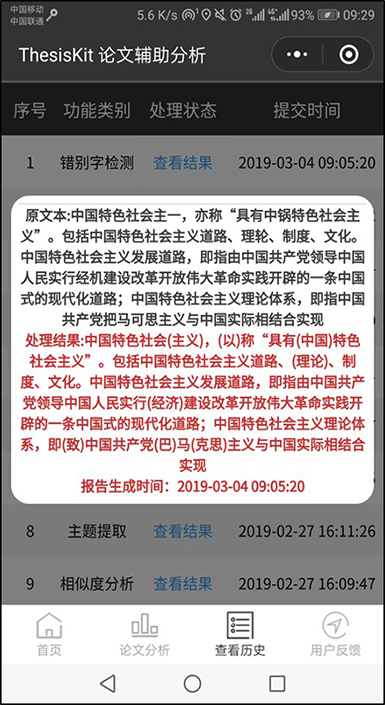 中国移动
中国联通
5.6 K/s
26
46
93%
09:29
ThesisKit 论文辅助分析
序号 功能类别 处理状态 提交时间
1 错别字检测 查看结果 2019-03-04 09:05:20
原文本:中国特色社会主一，亦称“具有中锅特色社会主
义”。包括中国特色社会主义道路、理轮、制度、文化。
中国特色社会主义发展道路，即指由中国共产党领导中国
人民实行经机建设改革开放伟大革命实践开辟的一条中国
式的现代化道路；中国特色社会主义理论体系，即指中国
共产党把马可思主义与中国实际相结合实现
处理结果:中国特色社会(主义)，(以)称“具有(中国)特色
社会主义”。包括中国特色社会主义道路、(理论)、制
度、文化。中国特色社会主义发展道路，即指由中国共产
党领导中国人民实行(经济)建设改革开放伟大革命实践开
辟的一条中国式的现代化道路；中国特色社会主义理论体
系，即(致)中国共产党(巴)马(克思)主义与中国实际相结合
实现
报告生成时间：2019-03-04 09:05:20
8 主题提取 查看结果 2019-02-27 16:11:26
9 相似度分析 查看结果 2019-02-27 16:09:47
首页 论文分析 查看历史 用户反馈